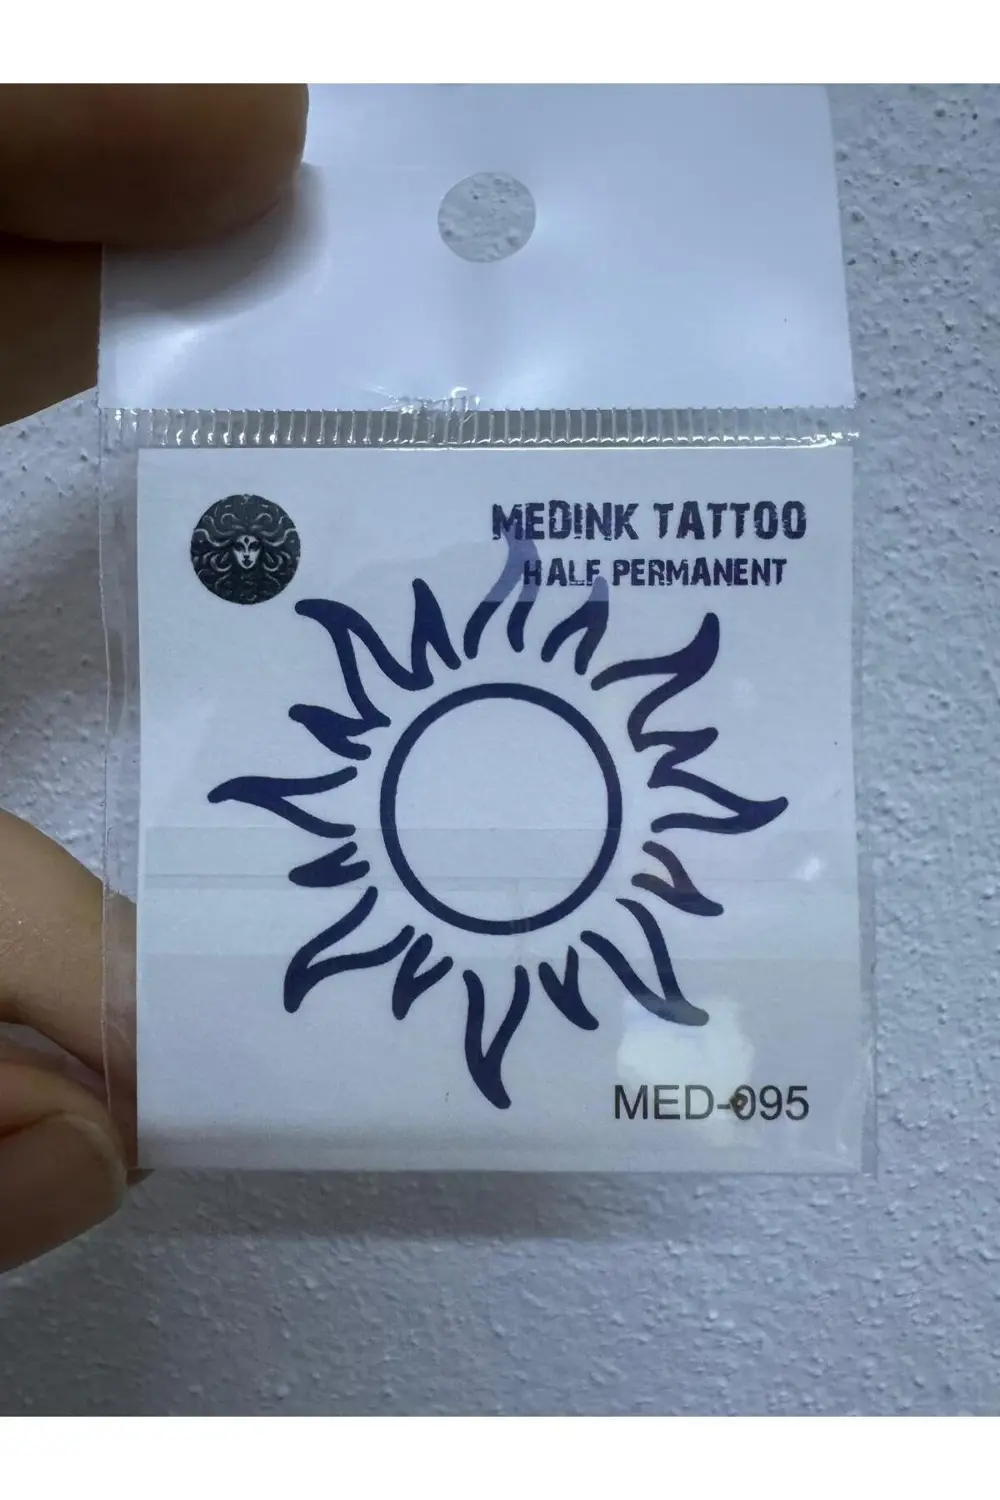 MEDINK TATTOO
HALF PERMANENT
MED-095